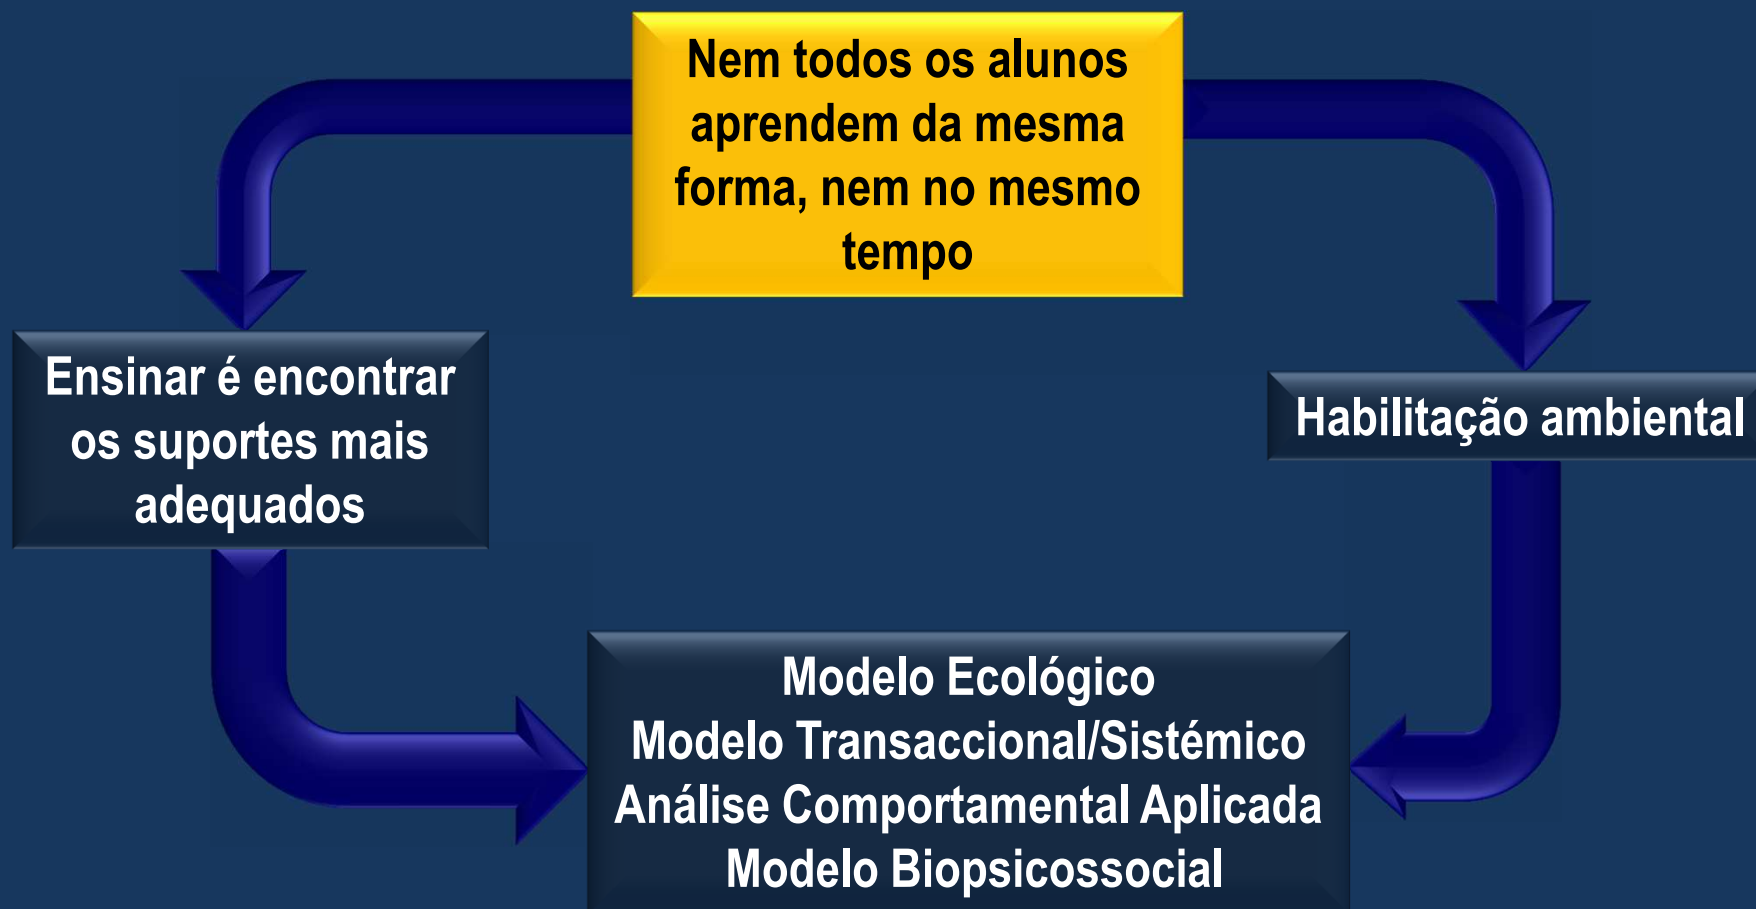 Nem todos os alunos
aprendem da mesma
forma, nem no mesmo
tempo
Ensinar é encontrar
os suportes mais
adequados
Habilitação ambiental
Modelo Ecológico
Modelo Transaccional/Sistémico
Análise Comportamental Aplicada
Modelo Biopsicossocial